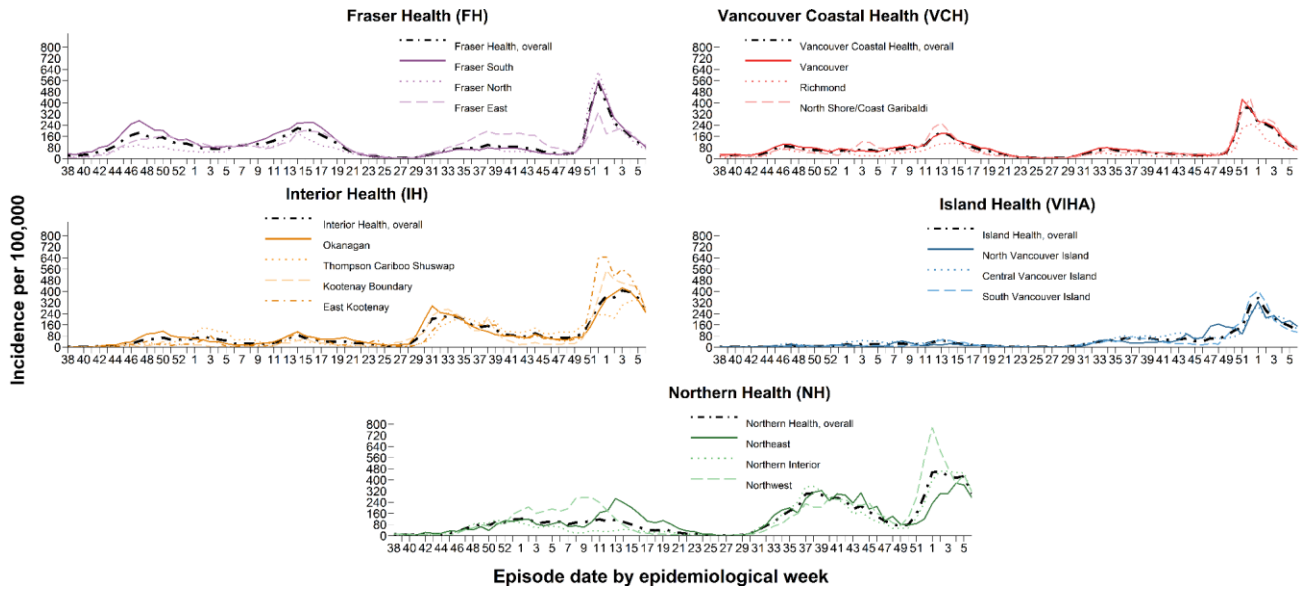 Fraser Health (FH)
800
720
640
560
480
400
320
240
160
80
0
Fraser Health, overall
Fraser South
Fraser North
Fraser East
38 40 42 44 46 48 50 52 1 3 5 7 9 11 13 15 17 19 21 23 25 27 29 31 33 35 37 39 41 43 45 47 49 51 1 3 5
Vancouver Coastal Health (VCH)
800
720
640
560
480
400
320
240
160
80
0
Vancouver Coastal Health, overall
Vancouver
Richmond
North Shore/Coast Garibaldi
38 40 42 44 46 48 50 52 1 3 5 7 9 11 13 15 17 19 21 23 25 27 29 31 33 35 37 39 41 43 45 47 49 51 1 3 5
Incidence per 100,000
Interior Health (IH)
800
720
640
560
480
400
320
240
160
80
0
Interior Health, overall
Okanagan
Thompson Cariboo Shuswap
Kootenay Boundary
East Kootenay
38 40 42 44 46 48 50 52 1 3 5 7 9 11 13 15 17 19 21 23 25 27 29 31 33 35 37 39 41 43 45 47 49 51 1 3 29
Island Health (VIHA)
800
720
640
560
480
400
320
240
160
80
0
Island Health, overall
North Vancouver Island
Central Vancouver Island
South Vancouver Island
38 40 42 44 46 48 50 52 1 3 5 7 9 11 13 15 17 19 21 23 25 27 29 31 33 35 37 39 41 43 45 47 49 51 1 3 5
Northern Health (NH)
800
720
640
560
480
400
320
240
160
80
0
Northern Health, overall
Northeast
Northern Interior
Northwest
38 40 42 44 46 48 50 52 1 3 5 7 9 11 13 15 17 19 21 23 25 27 29 31 33 35 37 39 41 43 45 47 49 51 1 3 5
Episode date by epidemiological week